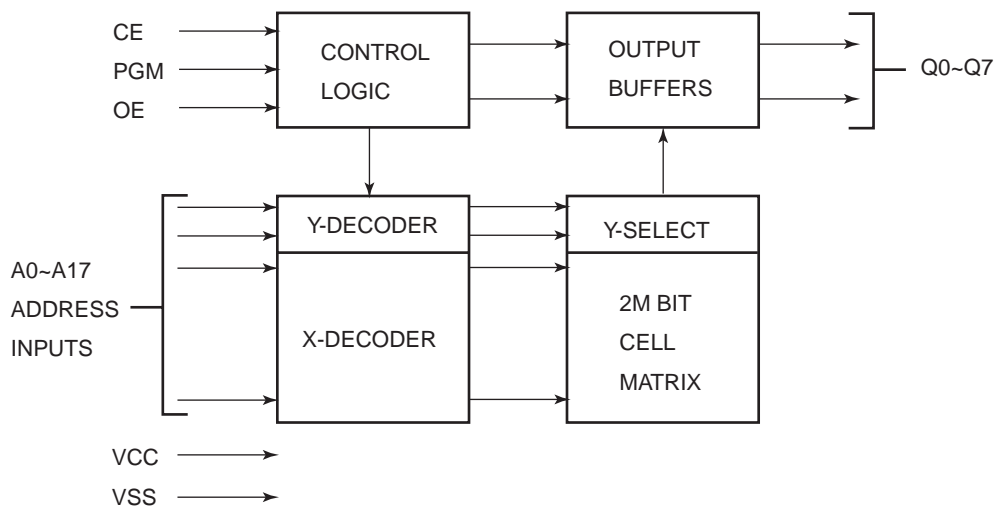 CE
PGM
OE
CONTROL
LOGIC
OUTPUT
BUFFERS
Q0~Q7
A0~A17
ADDRESS
INPUTS
Y-DECODER
X-DECODER
Y-SELECT
2M BIT
CELL
MATRIX
VCC
VSS